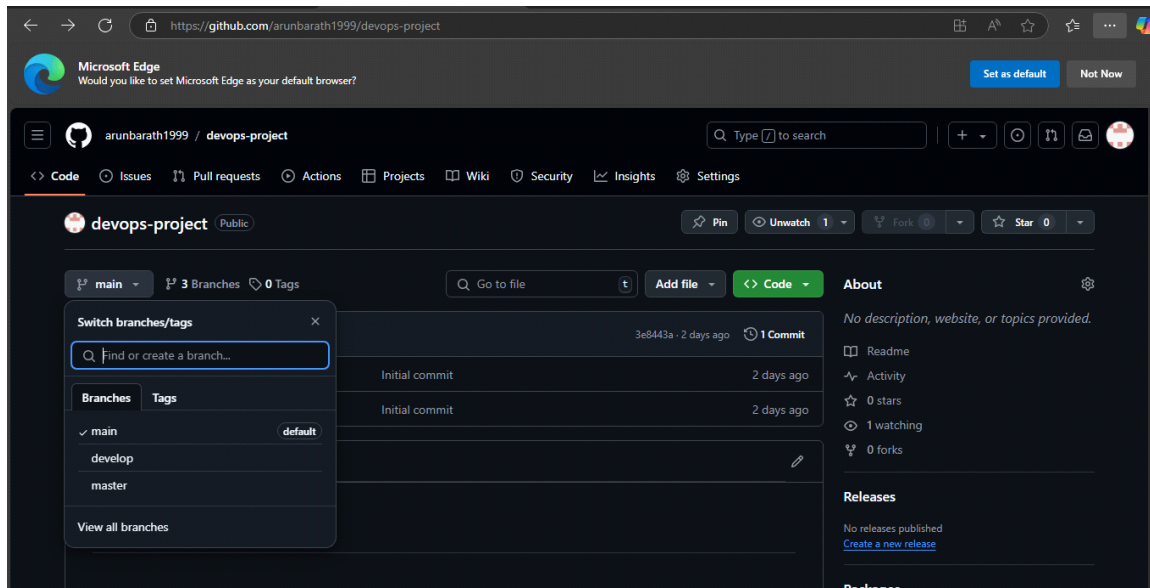 https://github.com/arunbarath1999/devops-project
Microsoft Edge
Would you like to set Microsoft Edge as your default browser?
Set as default
Not Now
arunbarath1999 / devops-project
Type / to search
Code
Issues
Pull requests
Actions
Projects
Wiki
Security
Insights
Settings
devops-project Public
Pin
Unwatch 1
Fork 0
Star 0
main
3 Branches
0 Tags
Go to file t
Add file
Code
Switch branches/tags
Find or create a branch...
Branches
Tags
main default
develop
master
View all branches
3e8443a · 2 days ago
1 Commit
Initial commit 2 days ago
Initial commit 2 days ago
About
No description, website, or topics provided.
Readme
Activity
0 stars
1 watching
0 forks
Releases
No releases published
Create a new release